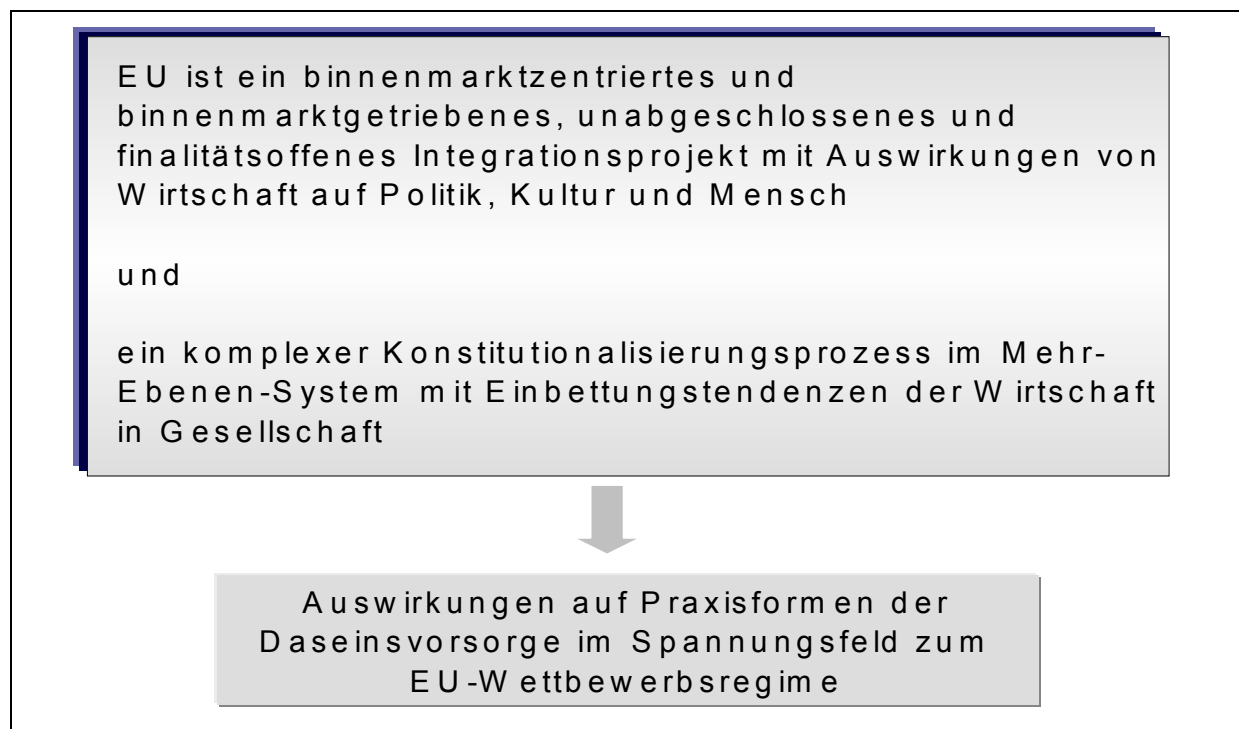 EU ist ein binnenmarktzentriertes und
binnenmarktgetriebenes, unabgeschlossenes und
finalitätsoffenes Integrationsprojekt mit Auswirkungen von
Wirtschaft auf Politik, Kultur und Mensch
und
ein komplexer Konstitutionalisierungsprozess im Mehr-
Ebenen-System mit Einbettungstendenzen der Wirtschaft
in Gesellschaft
Auswirkungen auf Praxisformen der
Daseinsvorsorge im Spannungsfeld zum
EU-Wettbewerbsregime